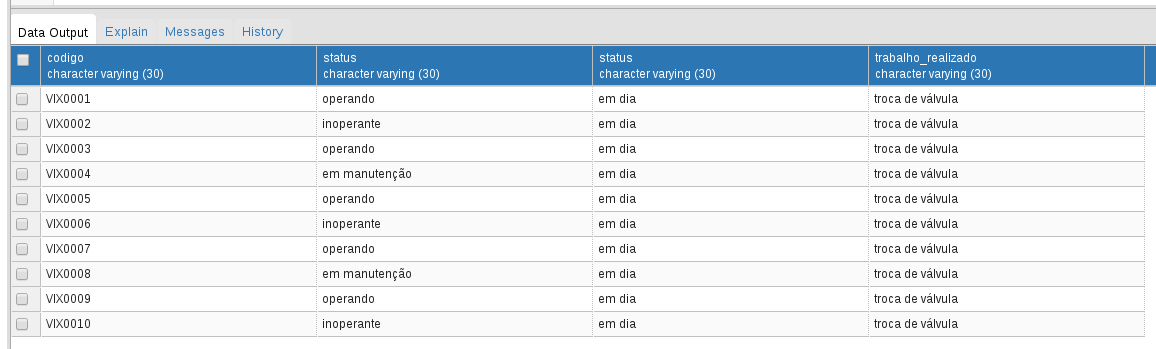 Data Output Explain Messages History
codigo status status trabalho_realizado
character varying (30) character varying (30) character varying (30) character varying (30)
VIX0001 operando em dia troca de válvula
VIX0002 inoperante em dia troca de válvula
VIX0003 operando em dia troca de válvula
VIX0004 em manutenção em dia troca de válvula
VIX0005 operando em dia troca de válvula
VIX0006 inoperante em dia troca de válvula
VIX0007 operando em dia troca de válvula
VIX0008 em manutenção em dia troca de válvula
VIX0009 operando em dia troca de válvula
VIX0010 inoperante em dia troca de válvula